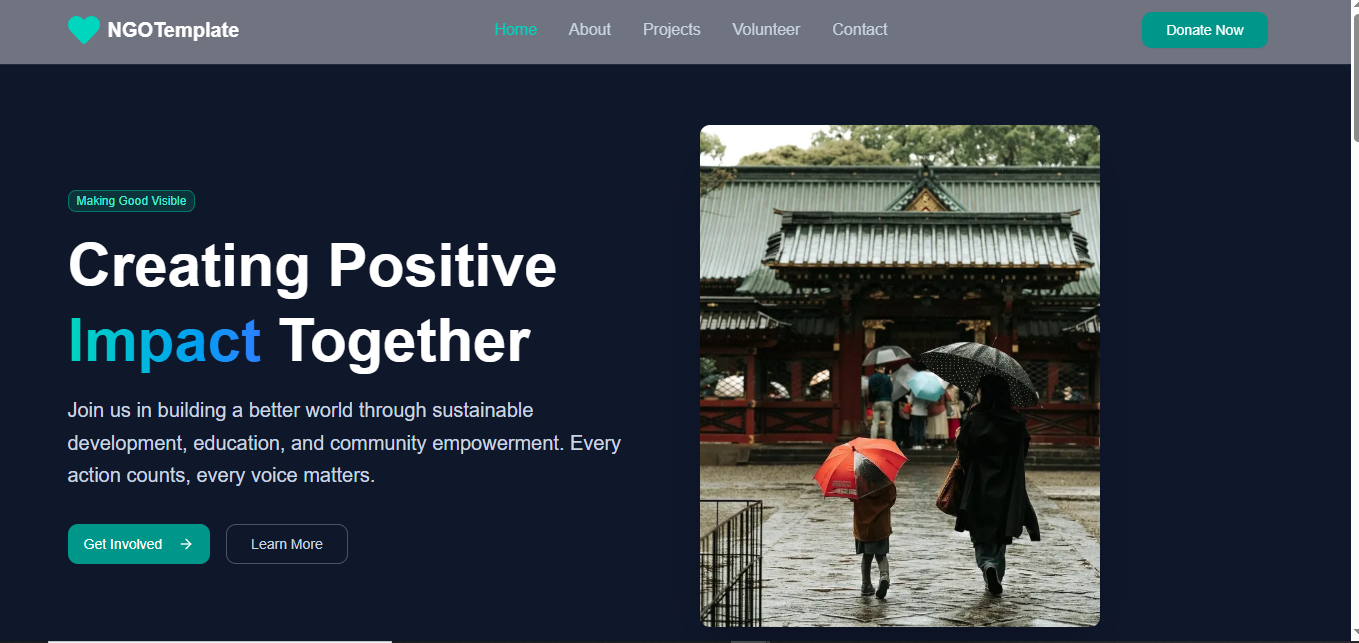 NGOTemplate
Home
About
Projects
Volunteer
Contact
Donate Now
Making Good Visible
Creating Positive
Impact Together
Join us in building a better world through sustainable
development, education, and community empowerment. Every
action counts, every voice matters.
Get Involved
Learn More